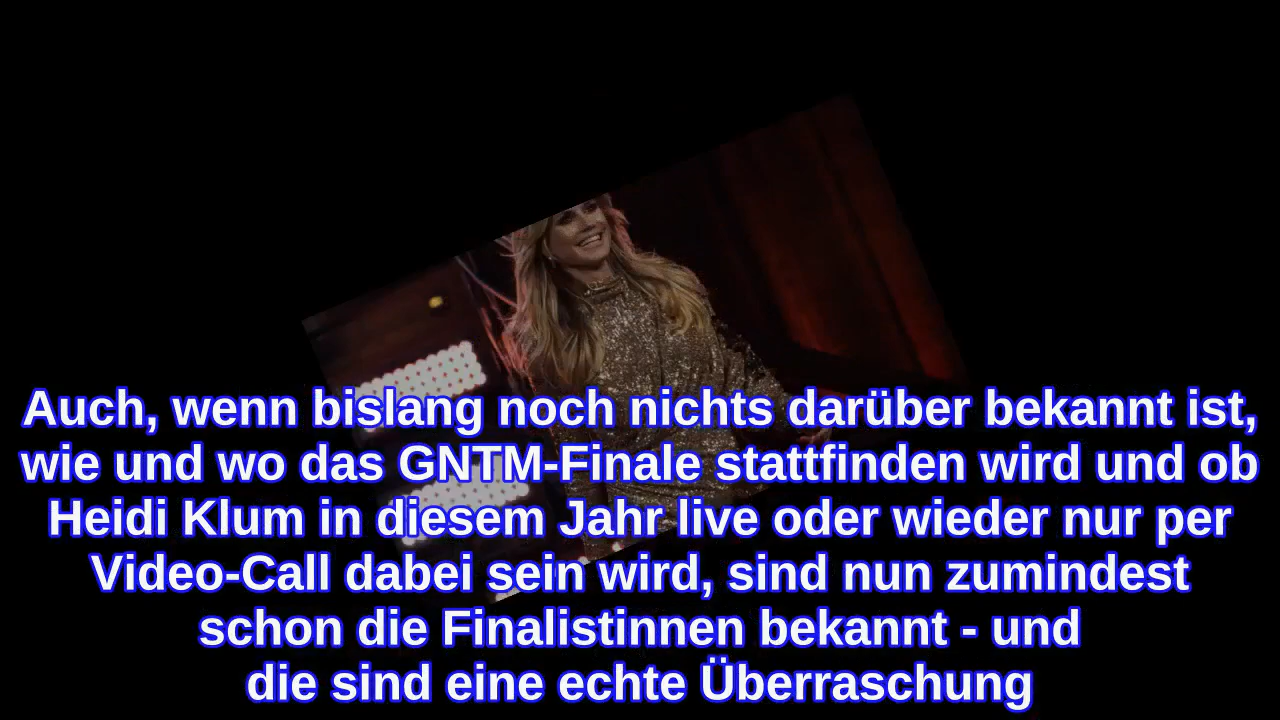 Auch, wenn bislang noch nichts darüber bekannt ist,
wie und wo das GNTM-Finale stattfinden wird und ob
Heidi Klum in diesem Jahr live oder wieder nur per
Video-Call dabei sein wird, sind nun zumindest
schon die Finalistinnen bekannt - und
die sind eine echte Überraschung